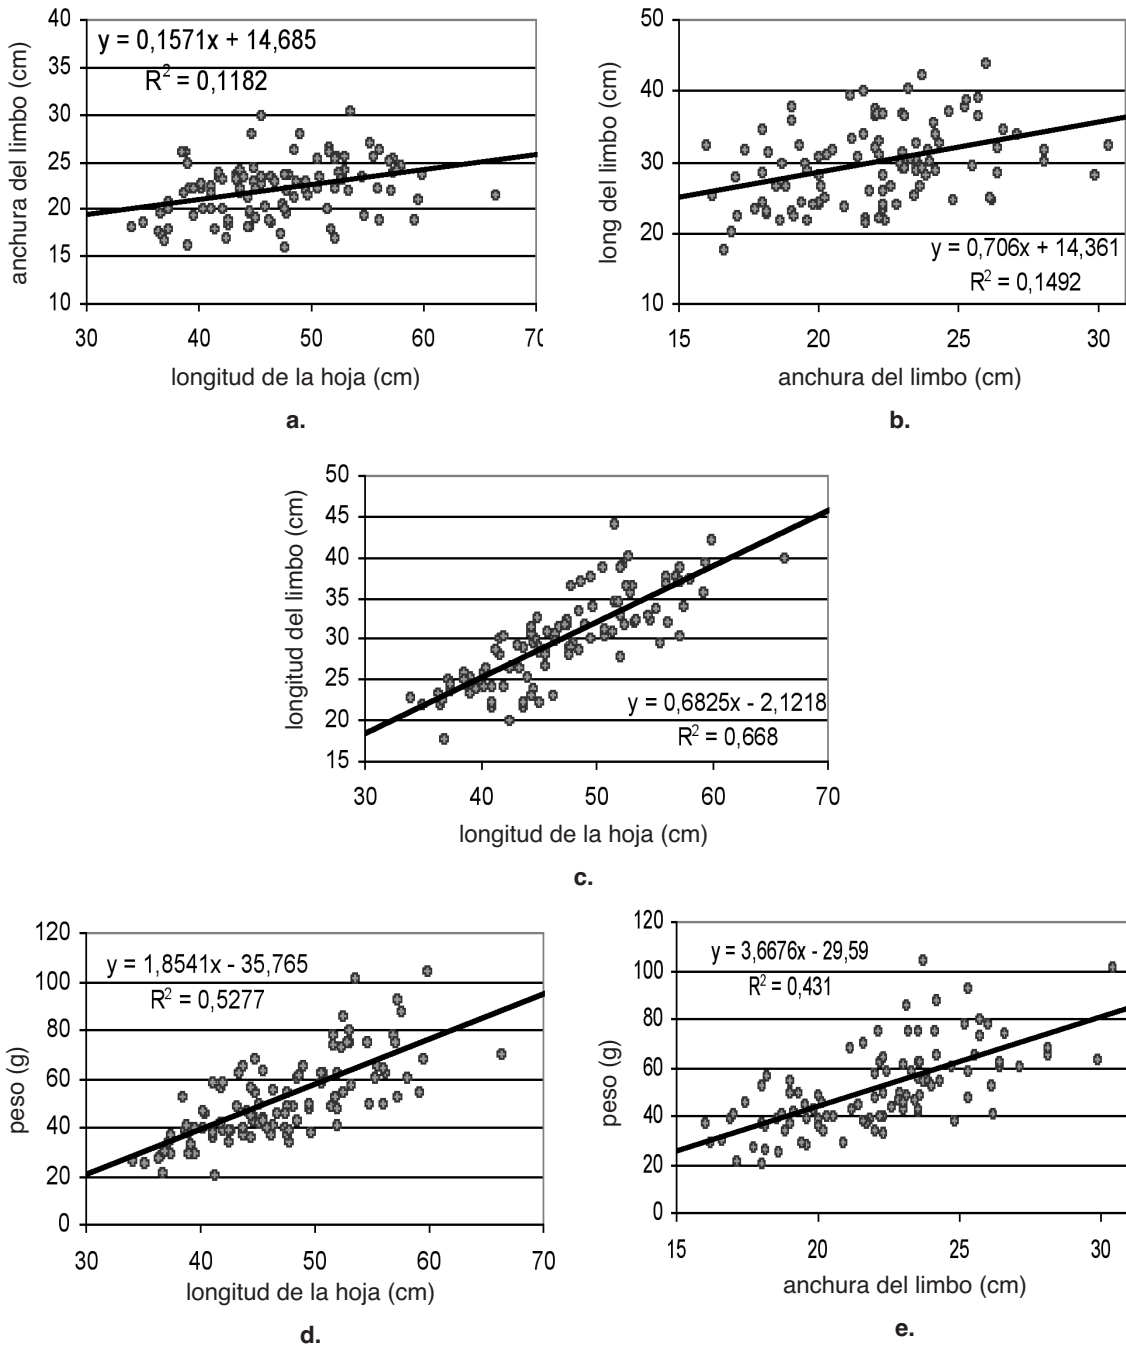 40
35
30
25
20
15
10
anchura del limbo (cm)
y = 0,1571x + 14,685
R² = 0,1182
30 40 50 60 70
longitud de la hoja (cm)
a.
50
40
30
20
10
long del limbo (cm)
y = 0,706x + 14,361
R² = 0,1492
15 20 25 30
anchura del limbo (cm)
b.
50
45
40
35
30
25
20
15
longitud del limbo (cm)
y = 0,6825x - 2,1218
R² = 0,668
30 40 50 60 70
longitud de la hoja (cm)
c.
120
100
80
60
40
20
0
peso (g)
y = 1,8541x - 35,765
R² = 0,5277
30 40 50 60 70
longitud de la hoja (cm)
d.
120
100
80
60
40
20
0
peso (g)
y = 3,6676x - 29,59
R² = 0,431
15 20 25 30
anchura del limbo (cm)
e.